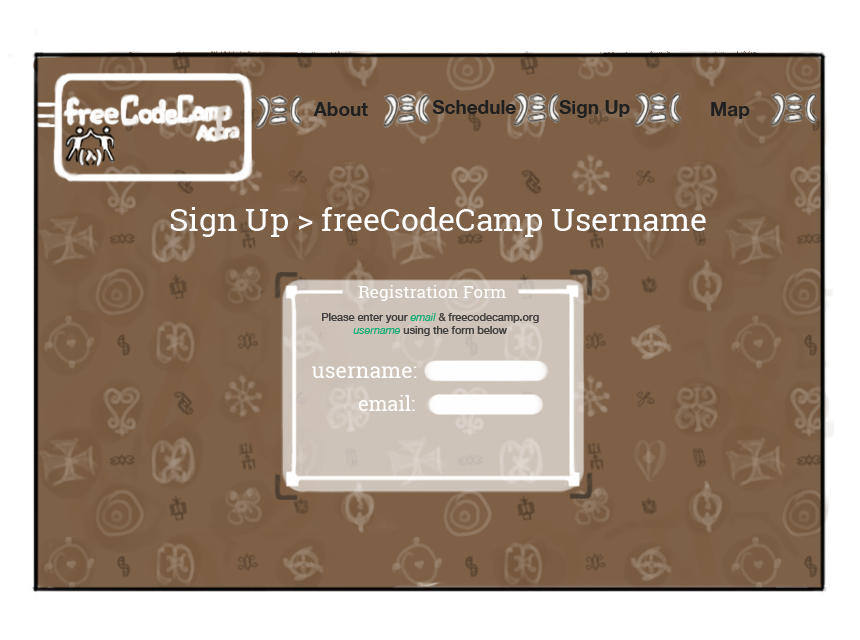 freeCodeCamp
Accra
About
Schedule
Sign Up
Map
Sign Up > freeCodeCamp Username
Registration Form
Please enter your email & freecodecamp.org
username using the form below
username:
email: